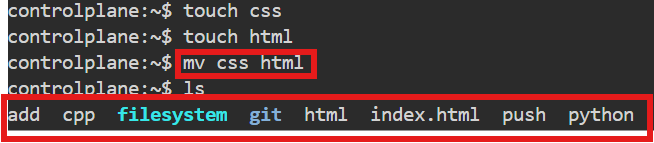 controlplane:~$ touch css
controlplane:~$ touch html
controlplane:~$ mv css html
controlplane:~$ ls
add cpp filesystem git html index.html push python